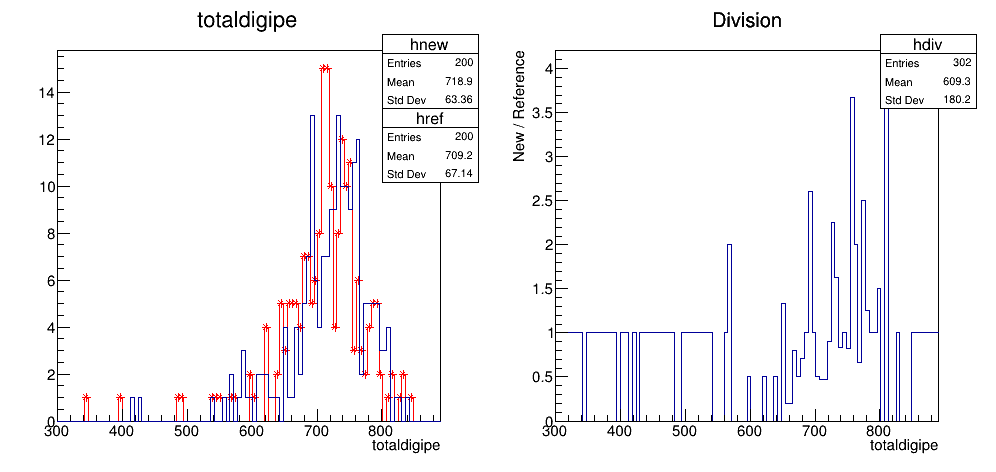 totaldigipe
hnew
Entries 200
Mean 718.9
Std Dev 63.36
href
Entries 200
Mean 709.2
Std Dev 67.14
14
12
10
8
6
4
2
0
300 400 500 600 700 800
totaldigipe
Division
hdiv
Entries 302
Mean 609.3
Std Dev 180.2
New / Reference
4
3.5
3
2.5
2
1.5
1
0.5
0
300 400 500 600 700 800
totaldigipe